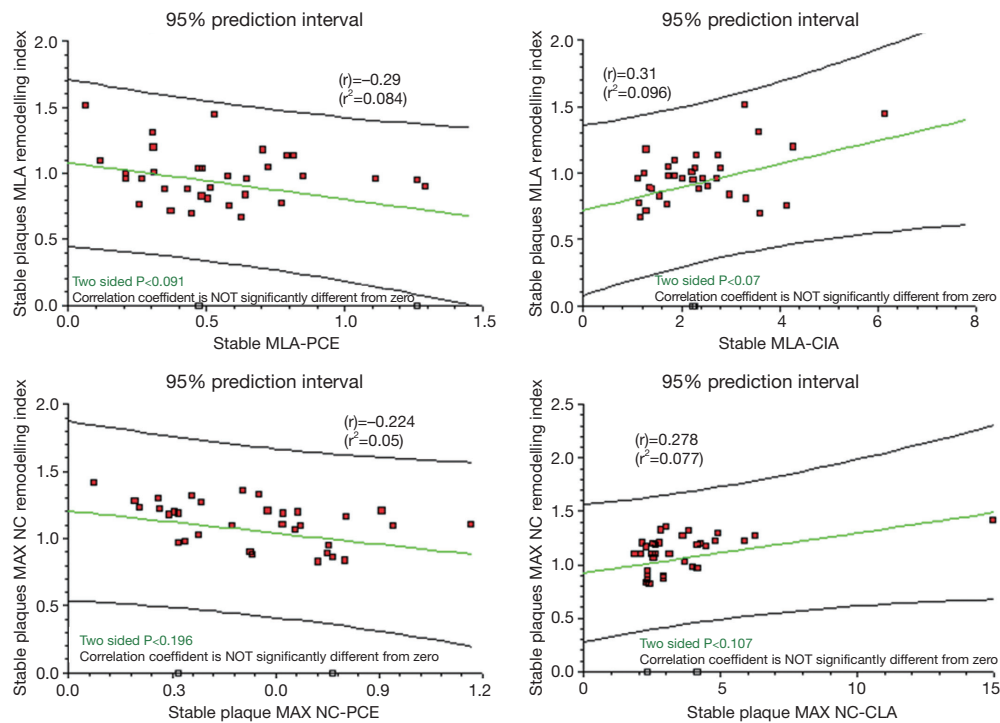 95% prediction interval
Stable plaques MLA remodelling index
2.0
1.5
1.0
0.5
0.0
(r)=−0.29
(r²=0.084)
Two sided P<0.091
Correlation coeffident is NOT significantly different from zero
0.0 0.5 1.0 1.5
Stable MLA-PCE
95% prediction interval
Stable plaques MLA remodelling index
2.0
1.5
1.0
0.5
0.0
(r)=0.31
(r²=0.096)
Two sided P<0.07
Correlation coeffident is NOT significantly different from zero
0 2 4 6 8
Stable MLA-CIA
95% prediction interval
Stable plaques MAX NC remodelling index
2.0
1.5
1.0
0.5
0.0
(r)=−0.224
(r²=0.05)
Two sided P<0.196
Correlation coeffident is NOT significantly different from zero
0.0 0.3 0.0 0.9 1.2
Stable plaque MAX NC-PCE
95% prediction interval
Stable plaques MAX NC remodelling index
2.5
2.0
1.5
1.0
0.5
0.0
(r)=0.278
(r²=0.077)
Two sided P<0.107
Correlation coeffident is NOT significantly different from zero
0 5 10 15
Stable plaque MAX NC-CLA